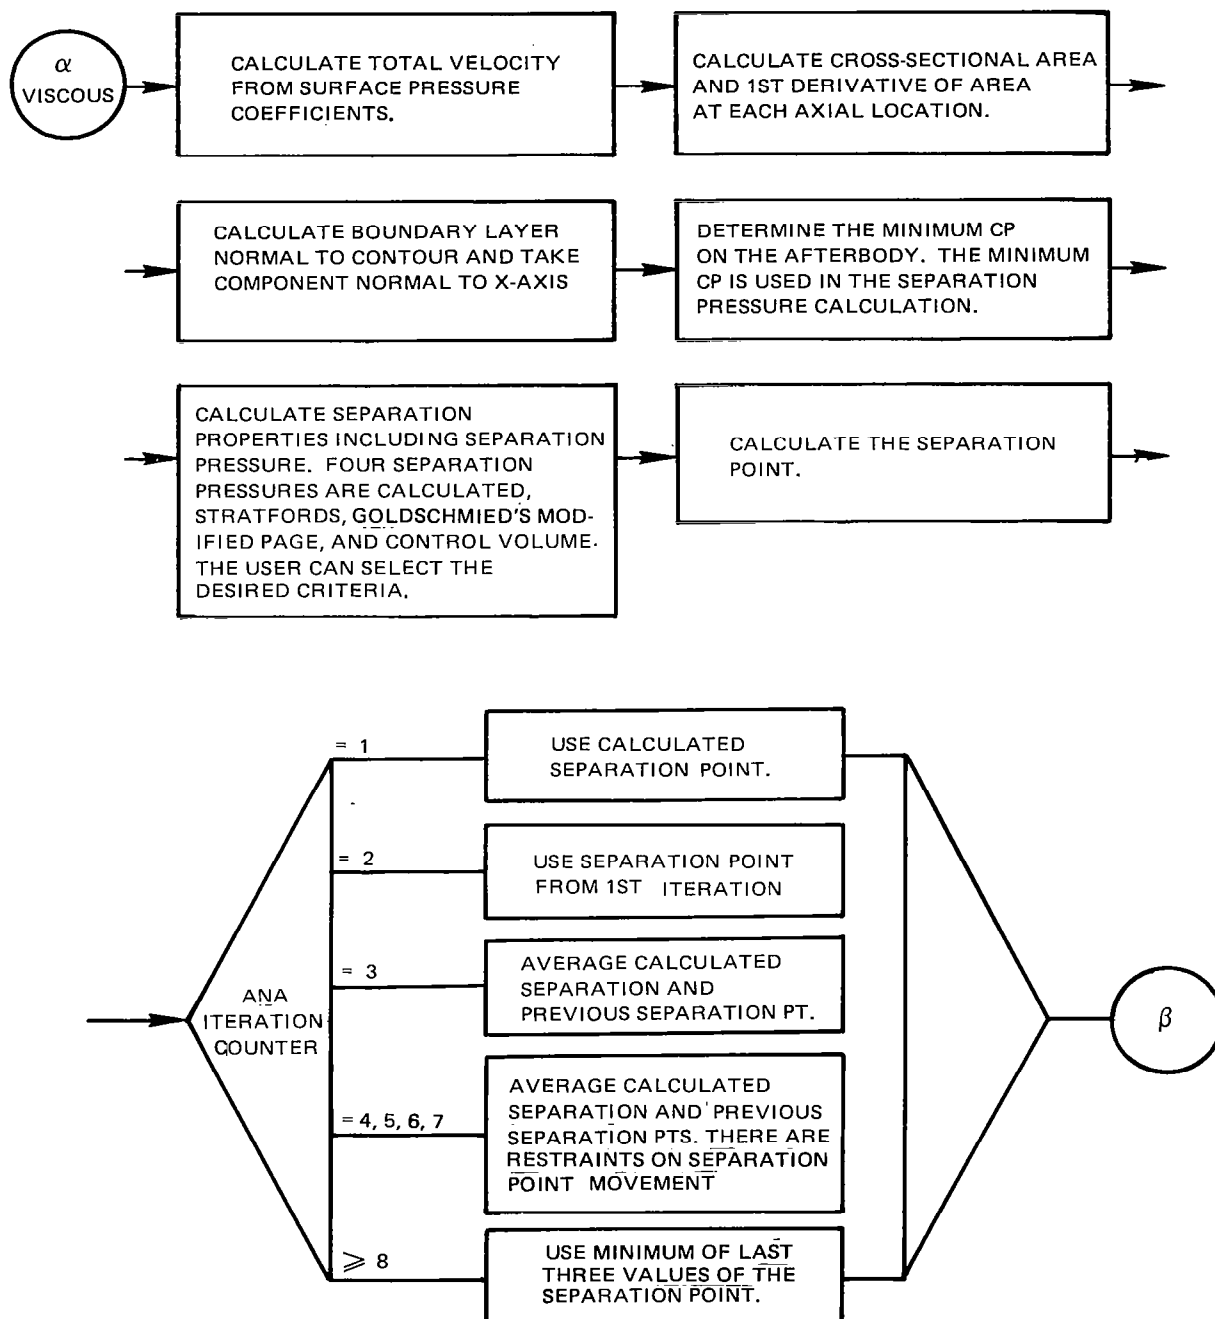 α
VISCOUS
CALCULATE TOTAL VELOCITY
FROM SURFACE PRESSURE
COEFFICIENTS.
CALCULATE CROSS-SECTIONAL AREA
AND 1ST DERIVATIVE OF AREA
AT EACH AXIAL LOCATION.
CALCULATE BOUNDARY LAYER
NORMAL TO CONTOUR AND TAKE
COMPONENT NORMAL TO X-AXIS
DETERMINE THE MINIMUM CP
ON THE AFTERBODY. THE MINIMUM
CP IS USED IN THE SEPARATION
PRESSURE CALCULATION.
CALCULATE SEPARATION
PROPERTIES INCLUDING SEPARATION
PRESSURE. FOUR SEPARATION
PRESSURES ARE CALCULATED,
STRATFORDS, GOLDSCHMIED'S MOD-
IFIED PAGE, AND CONTROL VOLUME.
THE USER CAN SELECT THE
DESIRED CRITERIA.
CALCULATE THE SEPARATION
POINT.
ANA
ITERATION
COUNTER
= 1
USE CALCULATED
SEPARATION POINT.
= 2
USE SEPARATION POINT
FROM 1ST ITERATION
= 3
AVERAGE CALCULATED
SEPARATION AND
PREVIOUS SEPARATION PT.
= 4, 5, 6, 7
AVERAGE CALCULATED
SEPARATION AND PREVIOUS
SEPARATION PTS. THERE ARE
RESTRAINTS ON SEPARATION
POINT MOVEMENT
⩾ 8
USE MINIMUM OF LAST
THREE VALUES OF THE
SEPARATION POINT.
β